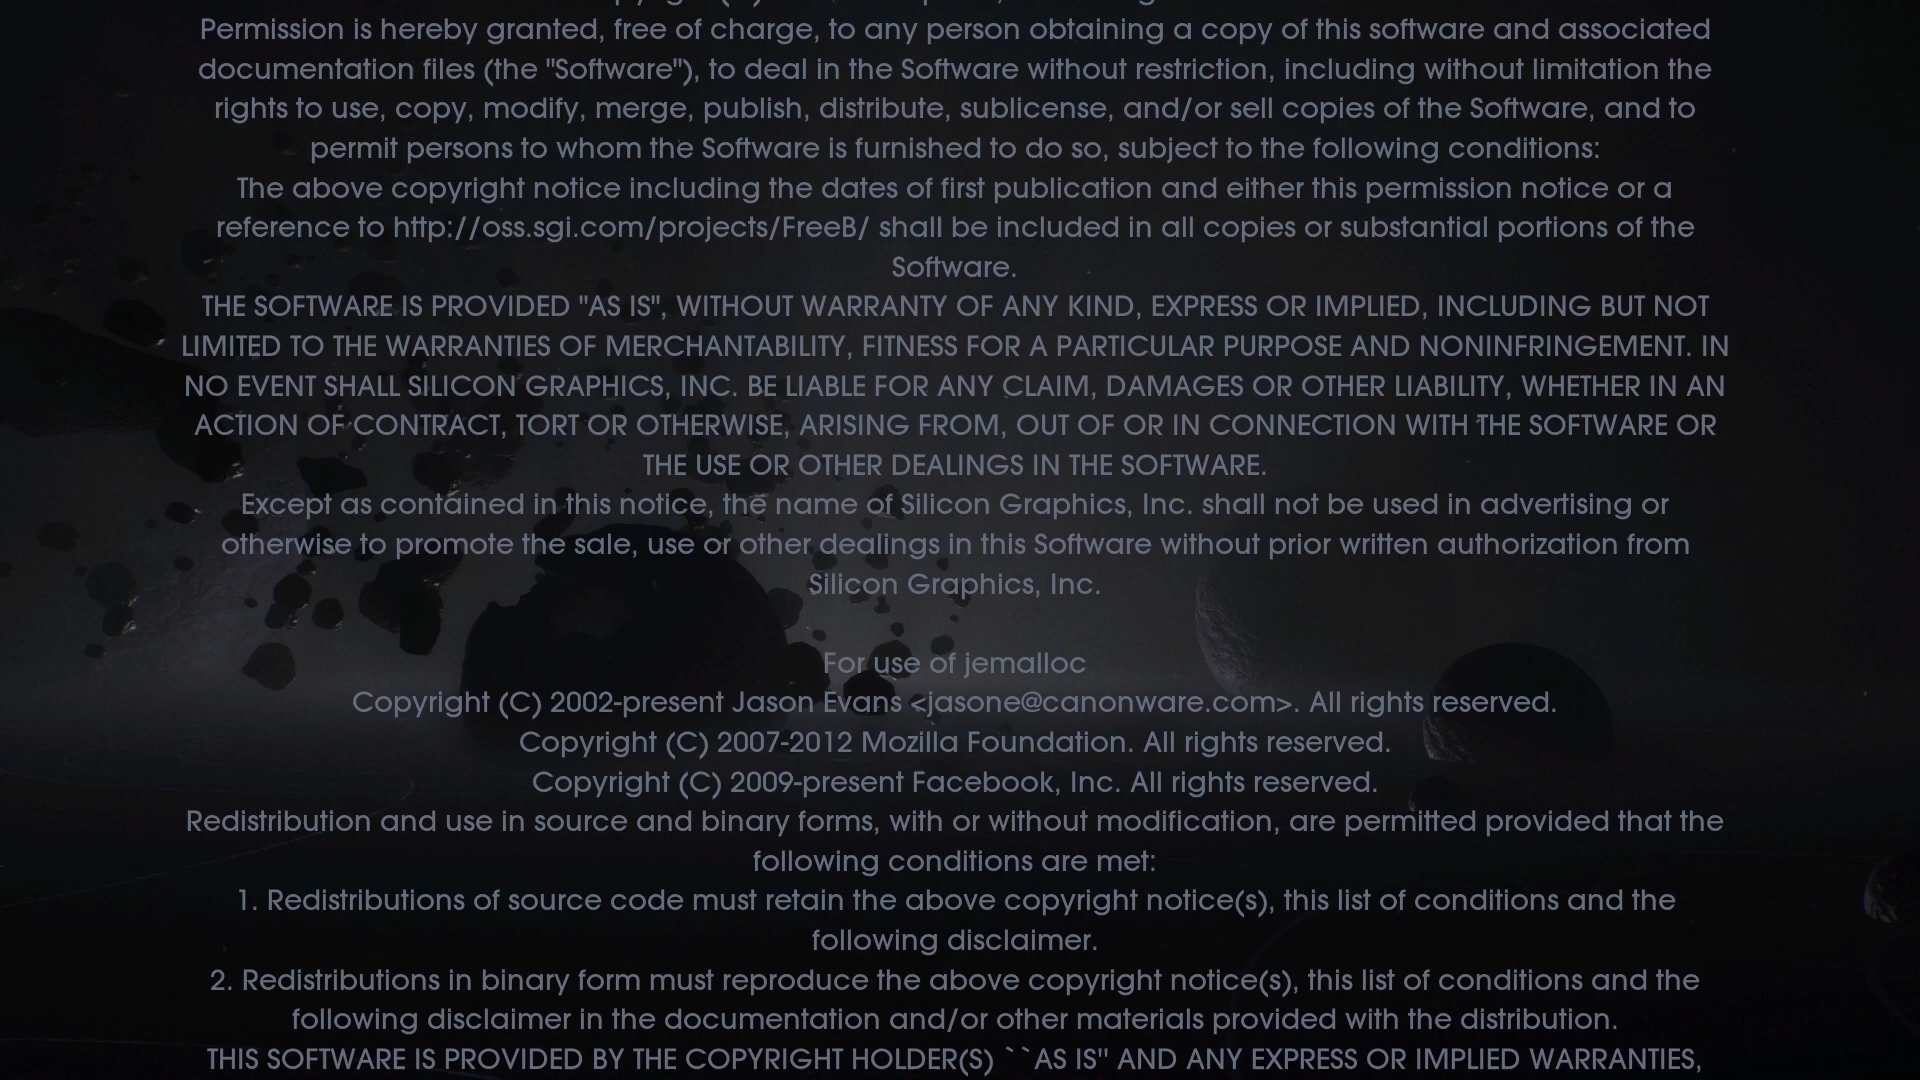 Permission is hereby granted, free of charge, to any person obtaining a copy of this software and associated
documentation files (the "Software"), to deal in the Software without restriction, including without limitation the
rights to use, copy, modify, merge, publish, distribute, sublicense, and/or sell copies of the Software, and to
permit persons to whom the Software is furnished to do so, subject to the following conditions:
The above copyright notice including the dates of first publication and either this permission notice or a
reference to http://oss.sgi.com/projects/FreeB/ shall be included in all copies or substantial portions of the
Software.
THE SOFTWARE IS PROVIDED "AS IS", WITHOUT WARRANTY OF ANY KIND, EXPRESS OR IMPLIED, INCLUDING BUT NOT
LIMITED TO THE WARRANTIES OF MERCHANTABILITY, FITNESS FOR A PARTICULAR PURPOSE AND NONINFRINGEMENT. IN
NO EVENT SHALL SILICON GRAPHICS, INC. BE LIABLE FOR ANY CLAIM, DAMAGES OR OTHER LIABILITY, WHETHER IN AN
ACTION OF CONTRACT, TORT OR OTHERWISE, ARISING FROM, OUT OF OR IN CONNECTION WITH THE SOFTWARE OR
THE USE OR OTHER DEALINGS IN THE SOFTWARE.
Except as contained in this notice, the name of Silicon Graphics, Inc. shall not be used in advertising or
otherwise to promote the sale, use or other dealings in this Software without prior written authorization from
Silicon Graphics, Inc.
For use of jemalloc
Copyright (C) 2002-present Jason Evans <jasone@canonware.com>. All rights reserved.
Copyright (C) 2007-2012 Mozilla Foundation. All rights reserved.
Copyright (C) 2009-present Facebook, Inc. All rights reserved.
Redistribution and use in source and binary forms, with or without modification, are permitted provided that the
following conditions are met:
1. Redistributions of source code must retain the above copyright notice(s), this list of conditions and the
following disclaimer.
2. Redistributions in binary form must reproduce the above copyright notice(s), this list of conditions and the
following disclaimer in the documentation and/or other materials provided with the distribution.
THIS SOFTWARE IS PROVIDED BY THE COPYRIGHT HOLDER(S) ``AS IS'' AND ANY EXPRESS OR IMPLIED WARRANTIES,